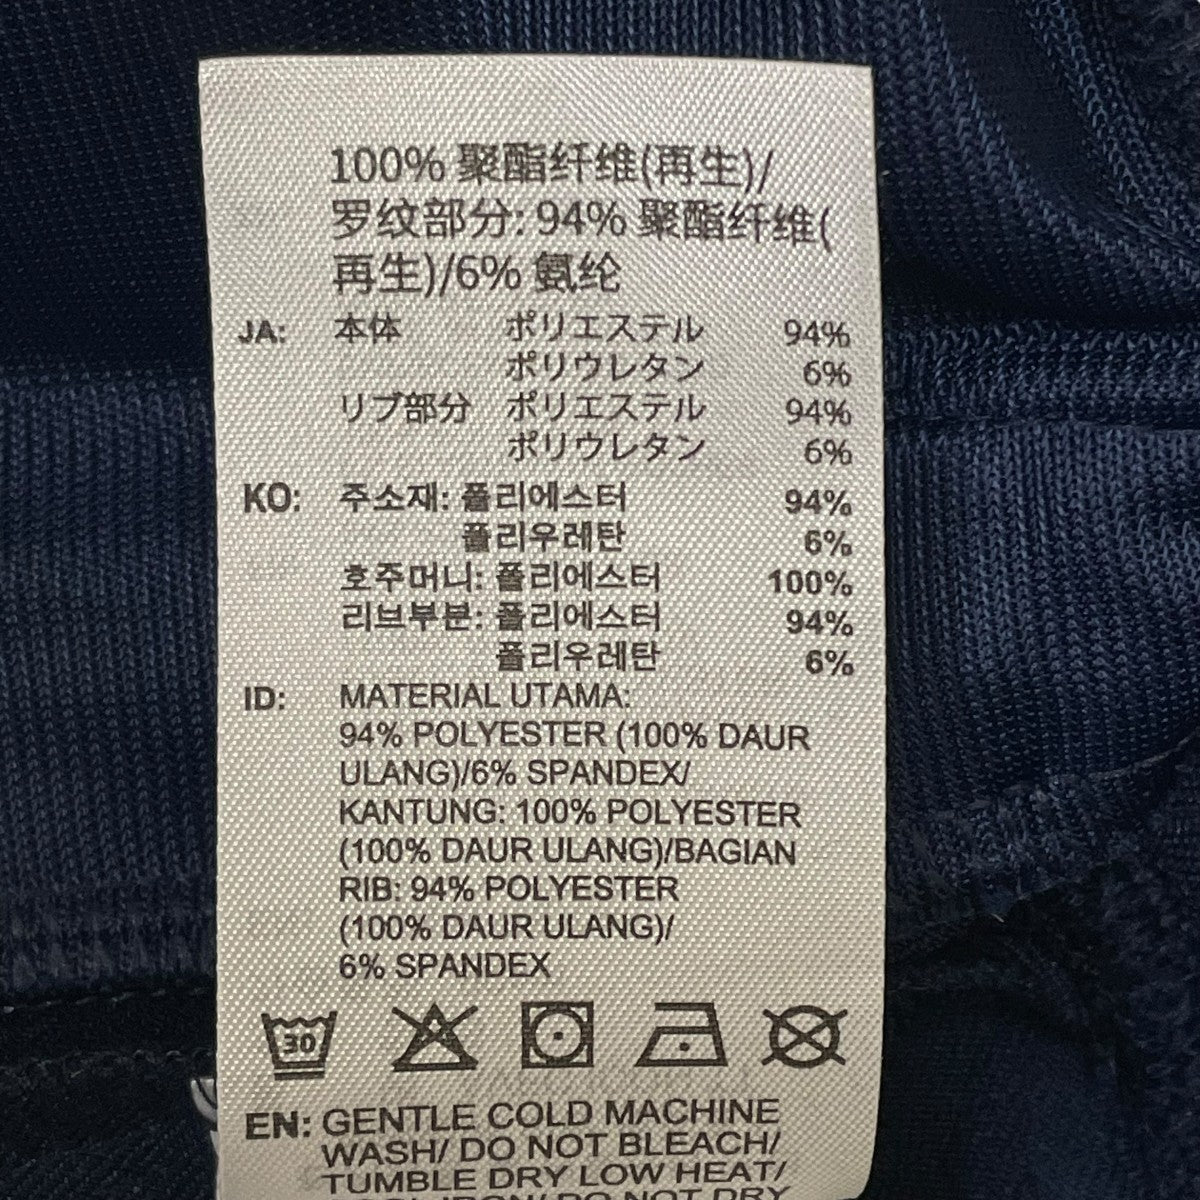 100% 聚酯纤维(再生)/
罗纹部分: 94% 聚酯纤维(
再生)/6% 氨纶
JA: 本体 ポリエステル 94%
ポリウレタン 6%
リブ部分 ポリエステル 94%
ポリウレタン 6%
KO: 주소재: 폴리에스터 94%
폴리우레탄 6%
호주머니: 폴리에스터 100%
리브부분: 폴리에스터 94%
폴리우레탄 6%
ID: MATERIAL UTAMA:
94% POLYESTER (100% DAUR
ULANG)/6% SPANDEX/
KANTUNG: 100% POLYESTER
(100% DAUR ULANG)/BAGIAN
RIB: 94% POLYESTER
(100% DAUR ULANG)/
6% SPANDEX
30
EN: GENTLE COLD MACHINE
WASH/ DO NOT BLEACH/
TUMBLE DRY LOW HEAT/
IRON/ DO NOT DRY